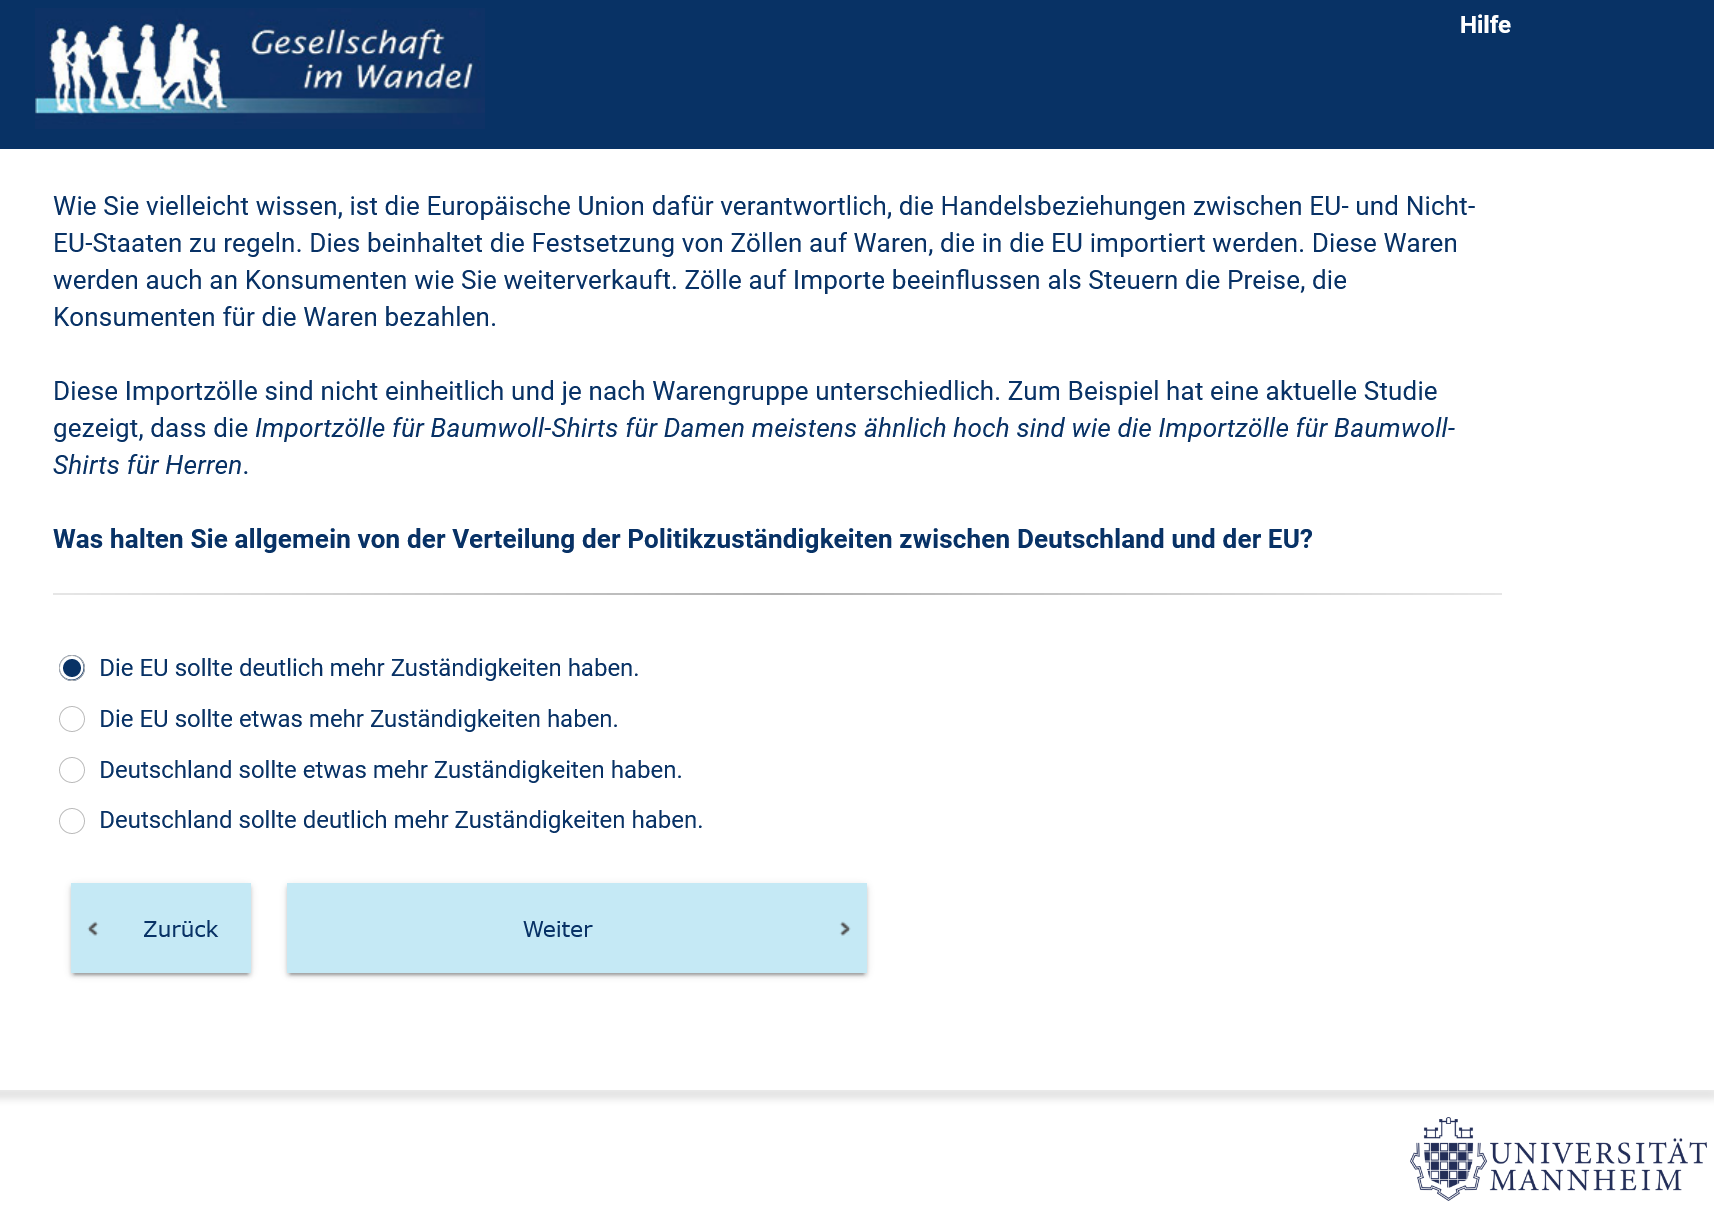 Gesellschaft
im Wandel
Hilfe
Wie Sie vielleicht wissen, ist die Europäische Union dafür verantwortlich, die Handelsbeziehungen zwischen EU- und Nicht-
EU-Staaten zu regeln. Dies beinhaltet die Festsetzung von Zöllen auf Waren, die in die EU importiert werden. Diese Waren
werden auch an Konsumenten wie Sie weiterverkauft. Zölle auf Importe beeinflussen als Steuern die Preise, die
Konsumenten für die Waren bezahlen.
Diese Importzölle sind nicht einheitlich und je nach Warengruppe unterschiedlich. Zum Beispiel hat eine aktuelle Studie
gezeigt, dass die Importzölle für Baumwoll-Shirts für Damen meistens ähnlich hoch sind wie die Importzölle für Baumwoll-
Shirts für Herren.
Was halten Sie allgemein von der Verteilung der Politikzuständigkeiten zwischen Deutschland und der EU?
Die EU sollte deutlich mehr Zuständigkeiten haben.
Die EU sollte etwas mehr Zuständigkeiten haben.
Deutschland sollte etwas mehr Zuständigkeiten haben.
Deutschland sollte deutlich mehr Zuständigkeiten haben.
Zurück
Weiter
UNIVERSITÄT
MANNHEIM